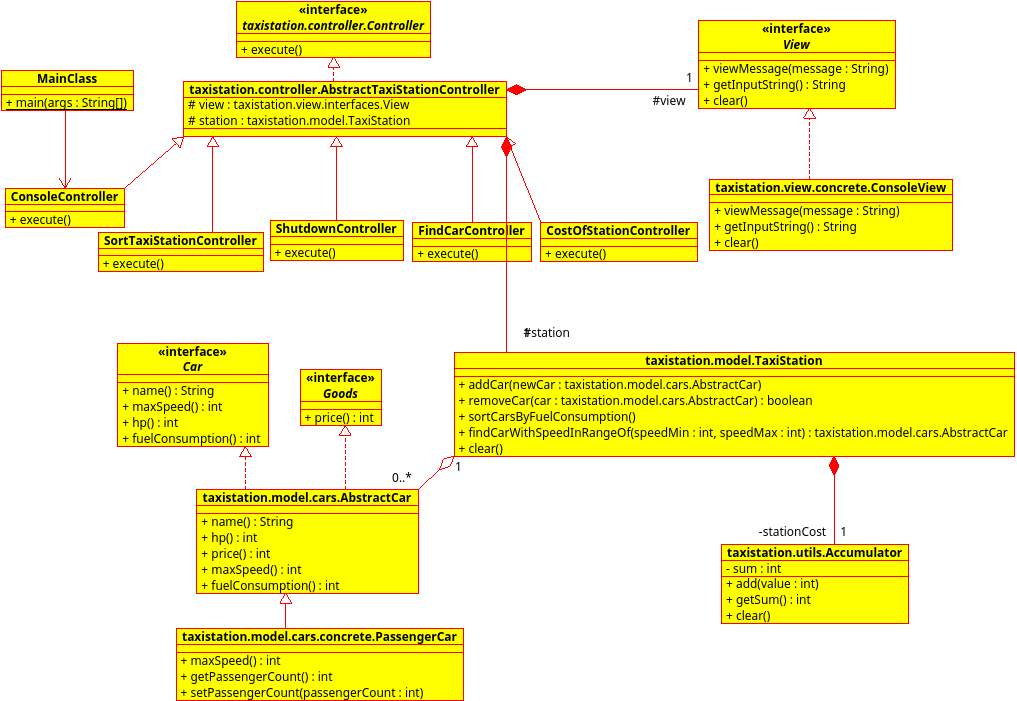 «interface»
taxistation.controller.Controller
+ execute()
«interface»
View
+ viewMessage(message : String)
+ getInputString() : String
+ clear()
MainClass
+ main(args : String[])
taxistation.controller.AbstractTaxiStationController
# view : taxistation.view.interfaces.View
# station : taxistation.model.TaxiStation
1
#view
ConsoleController
+ execute()
SortTaxiStationController
+ execute()
ShutdownController
+ execute()
FindCarController
+ execute()
CostOfStationController
+ execute()
taxistation.view.concrete.ConsoleView
+ viewMessage(message : String)
+ getInputString() : String
+ clear()
1
#station
«interface»
Car
+ name() : String
+ maxSpeed() : int
+ hp() : int
+ fuelConsumption() : int
«interface»
Goods
+ price() : int
taxistation.model.TaxiStation
+ addCar(newCar : taxistation.model.cars.AbstractCar)
+ removeCar(car : taxistation.model.cars.AbstractCar) : boolean
+ sortCarsByFuelConsumption()
+ findCarWithSpeedInRangeOf(speedMin : int, speedMax : int) : taxistation.model.cars.AbstractCar
+ clear()
0..*
1
taxistation.model.cars.AbstractCar
+ name() : String
+ hp() : int
+ price() : int
+ maxSpeed() : int
+ fuelConsumption() : int
-stationCost
1
taxistation.utils.Accumulator
- sum : int
+ add(value : int)
+ getSum() : int
+ clear()
taxistation.model.cars.concrete.PassengerCar
+ maxSpeed() : int
+ getPassengerCount() : int
+ setPassengerCount(passengerCount : int)